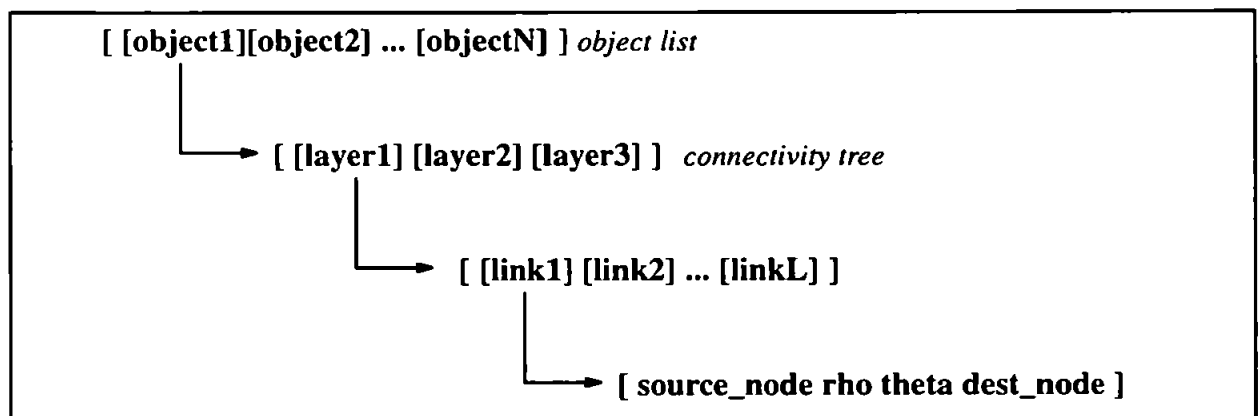 [ [object1][object2] ... [objectN] ] object list
[ [layer1] [layer2] [layer3] ] connectivity tree
[ [link1] [link2] ... [linkL] ]
[ source_node rho theta dest_node ]